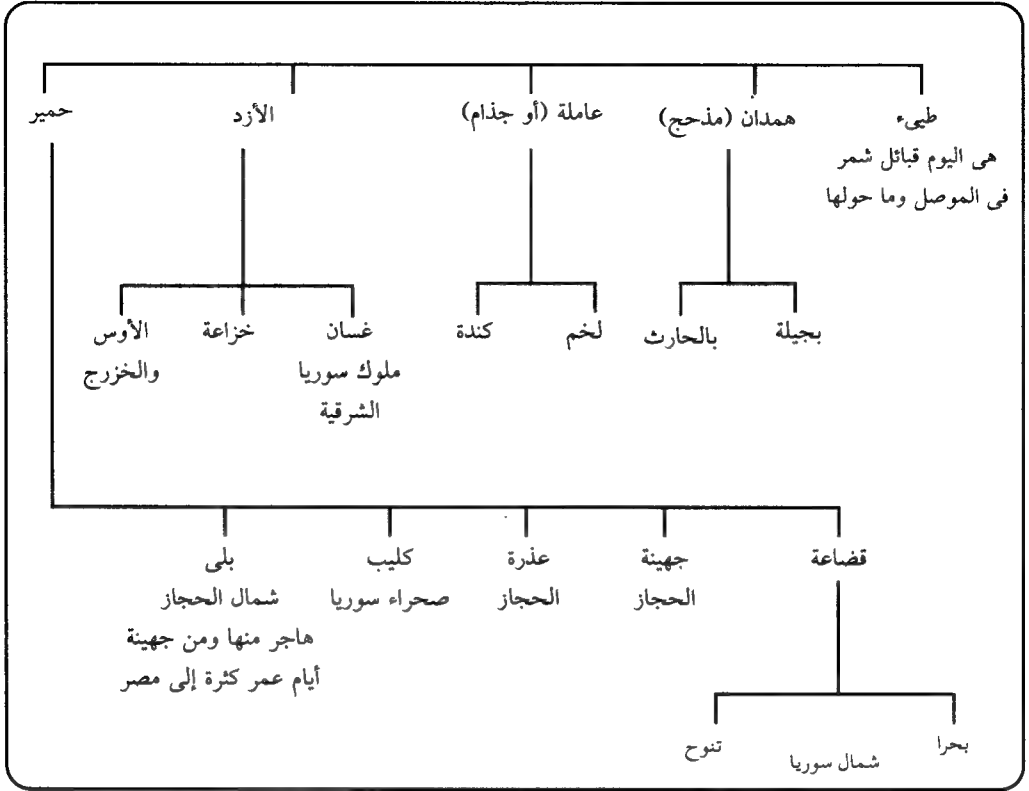 طيىء
هى اليوم قبائل شمر
فى الموصل وما حولها
همدان (مذحج)
عاملة (أو جذام)
الأزد
حمير
بجيلة
بالحارث
لخم
كندة
غسان
ملوك سوريا
الشرقية
خزاعة
الأوس
والخزرج
قضاعة
جهينة
الحجاز
عذرة
الحجاز
كليب
صحراء سوريا
بلى
شمال الحجاز
هاجر منها ومن جهينة
أيام عمر كثرة إلى مصر
بحرا
شمال سوريا
تنوح